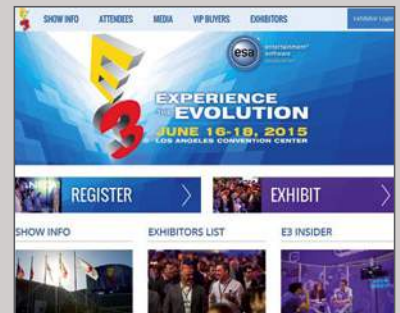 SHOW INFO ATTENDEES MEDIA VIP BUYERS EXHIBITORS Exhibitor Login
esa entertainment®
software
association
E3
EXPERIENCE
THE EVOLUTION
JUNE 16-18, 2015
LOS ANGELES CONVENTION CENTER
REGISTER
EXHIBIT
SHOW INFO EXHIBITORS LIST E3 INSIDER